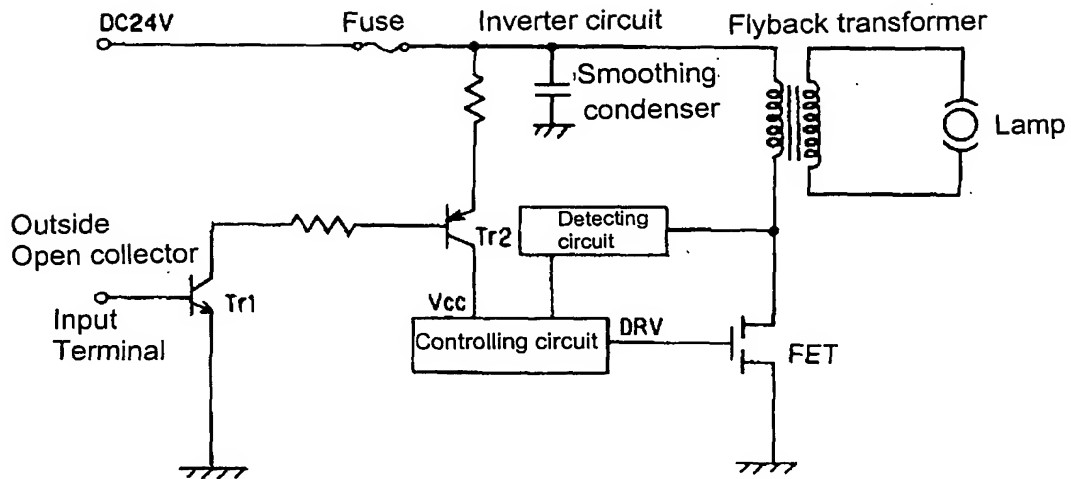 DC24V
Fuse
Inverter circuit
Flyback transformer
Smoothing
condenser
Lamp
Outside
Open collector
Tr2
Detecting
circuit
Input
Terminal
Tr1
Vcc
Controlling circuit
DRV
FET